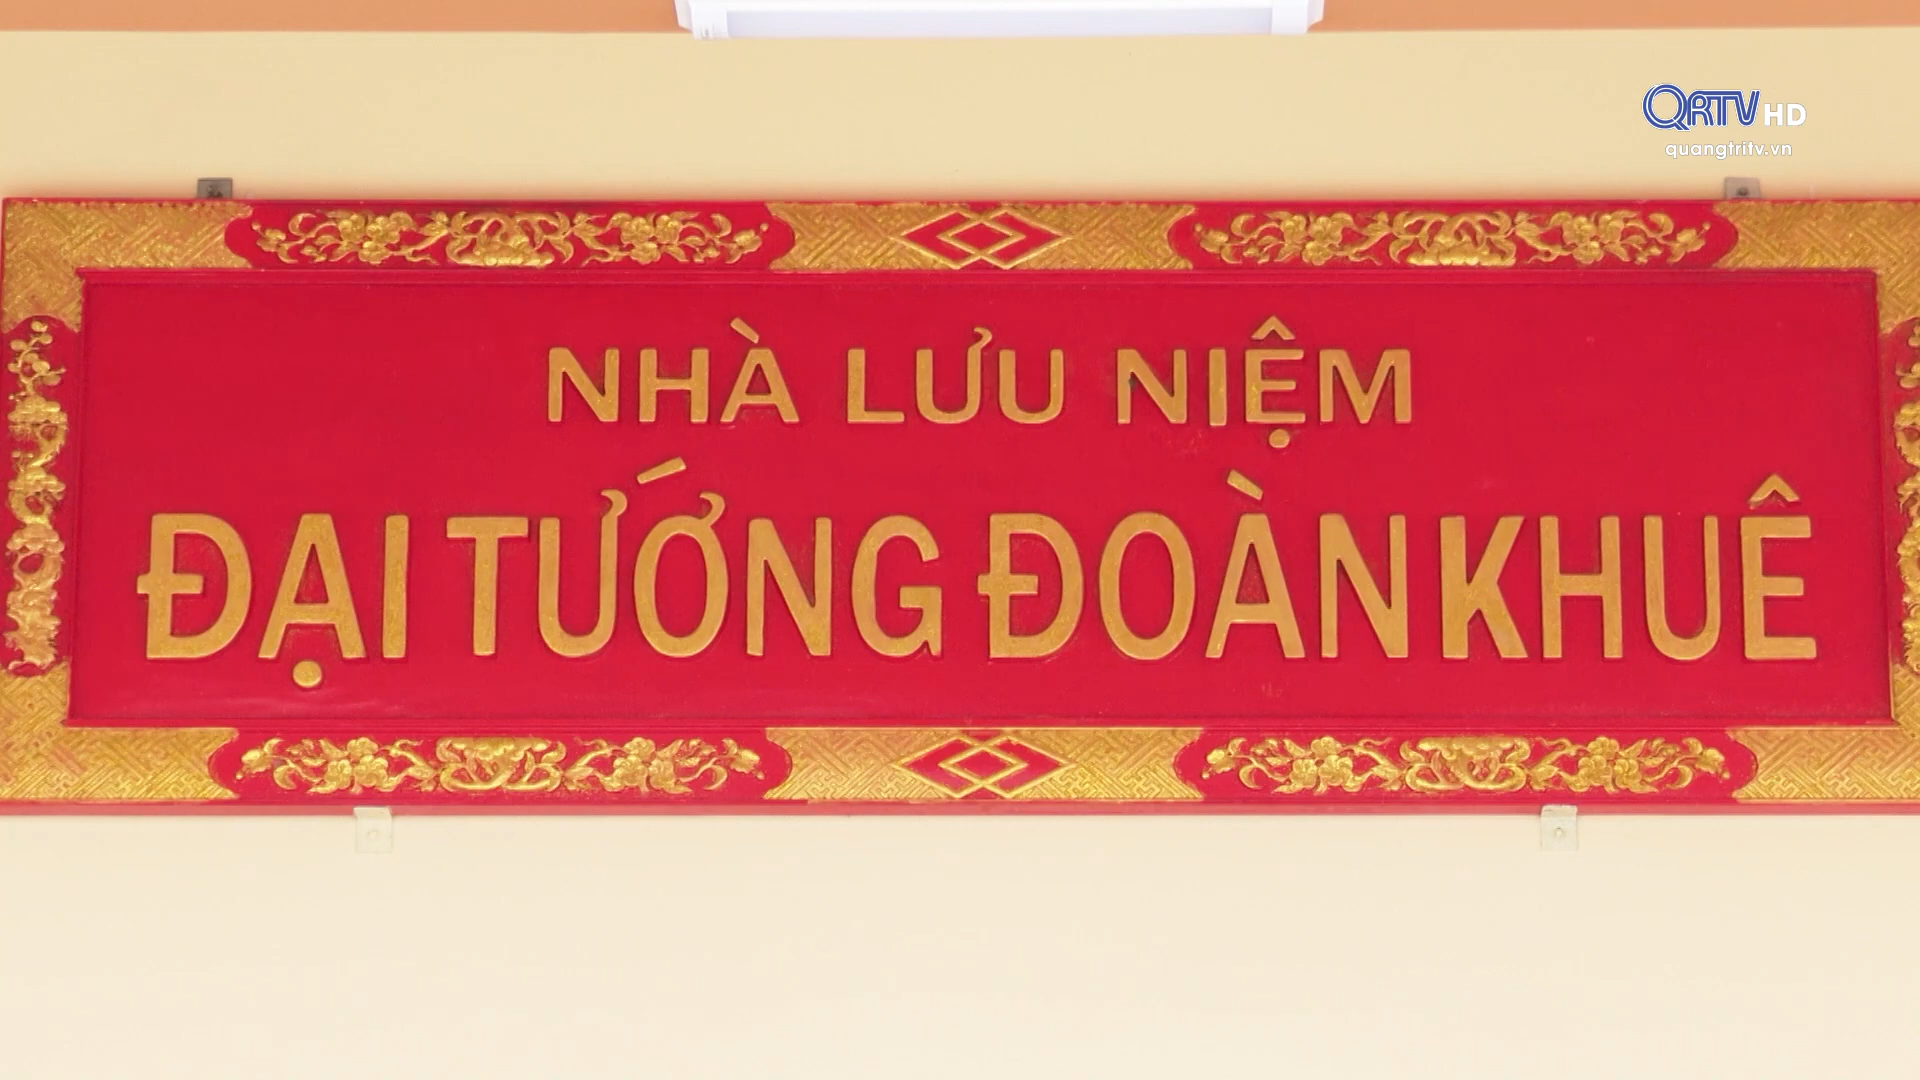 QRTV HD
quangtritv.vn
NHÀ LƯU NIỆM
ĐẠI TƯỚNG ĐOÀN KHUÊ